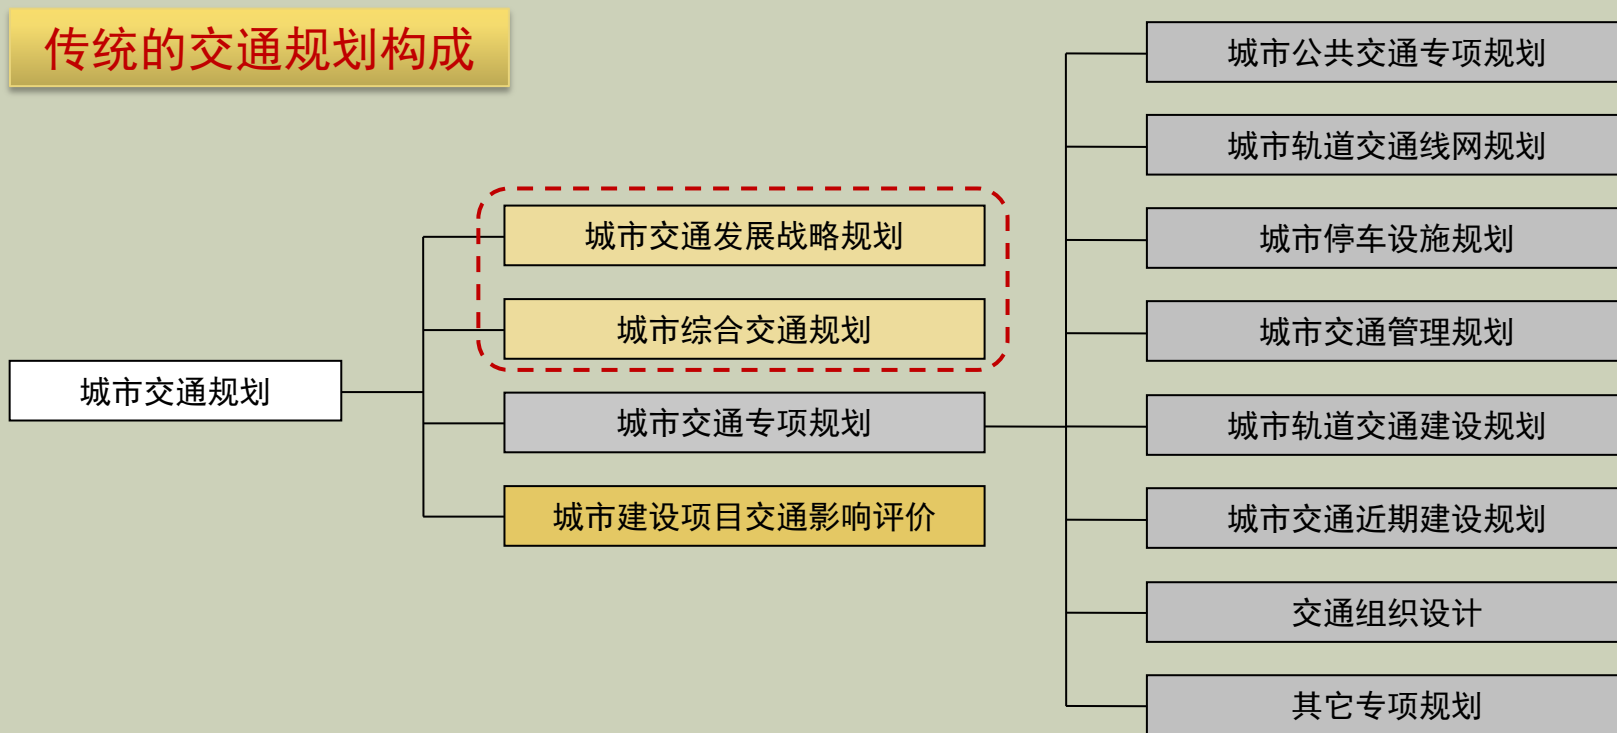 传统的交通规划构成
城市交通规划
城市交通发展战略规划
城市综合交通规划
城市交通专项规划
城市建设项目交通影响评价
城市公共交通专项规划
城市轨道交通线网规划
城市停车设施规划
城市交通管理规划
城市轨道交通建设规划
城市交通近期建设规划
交通组织设计
其它专项规划